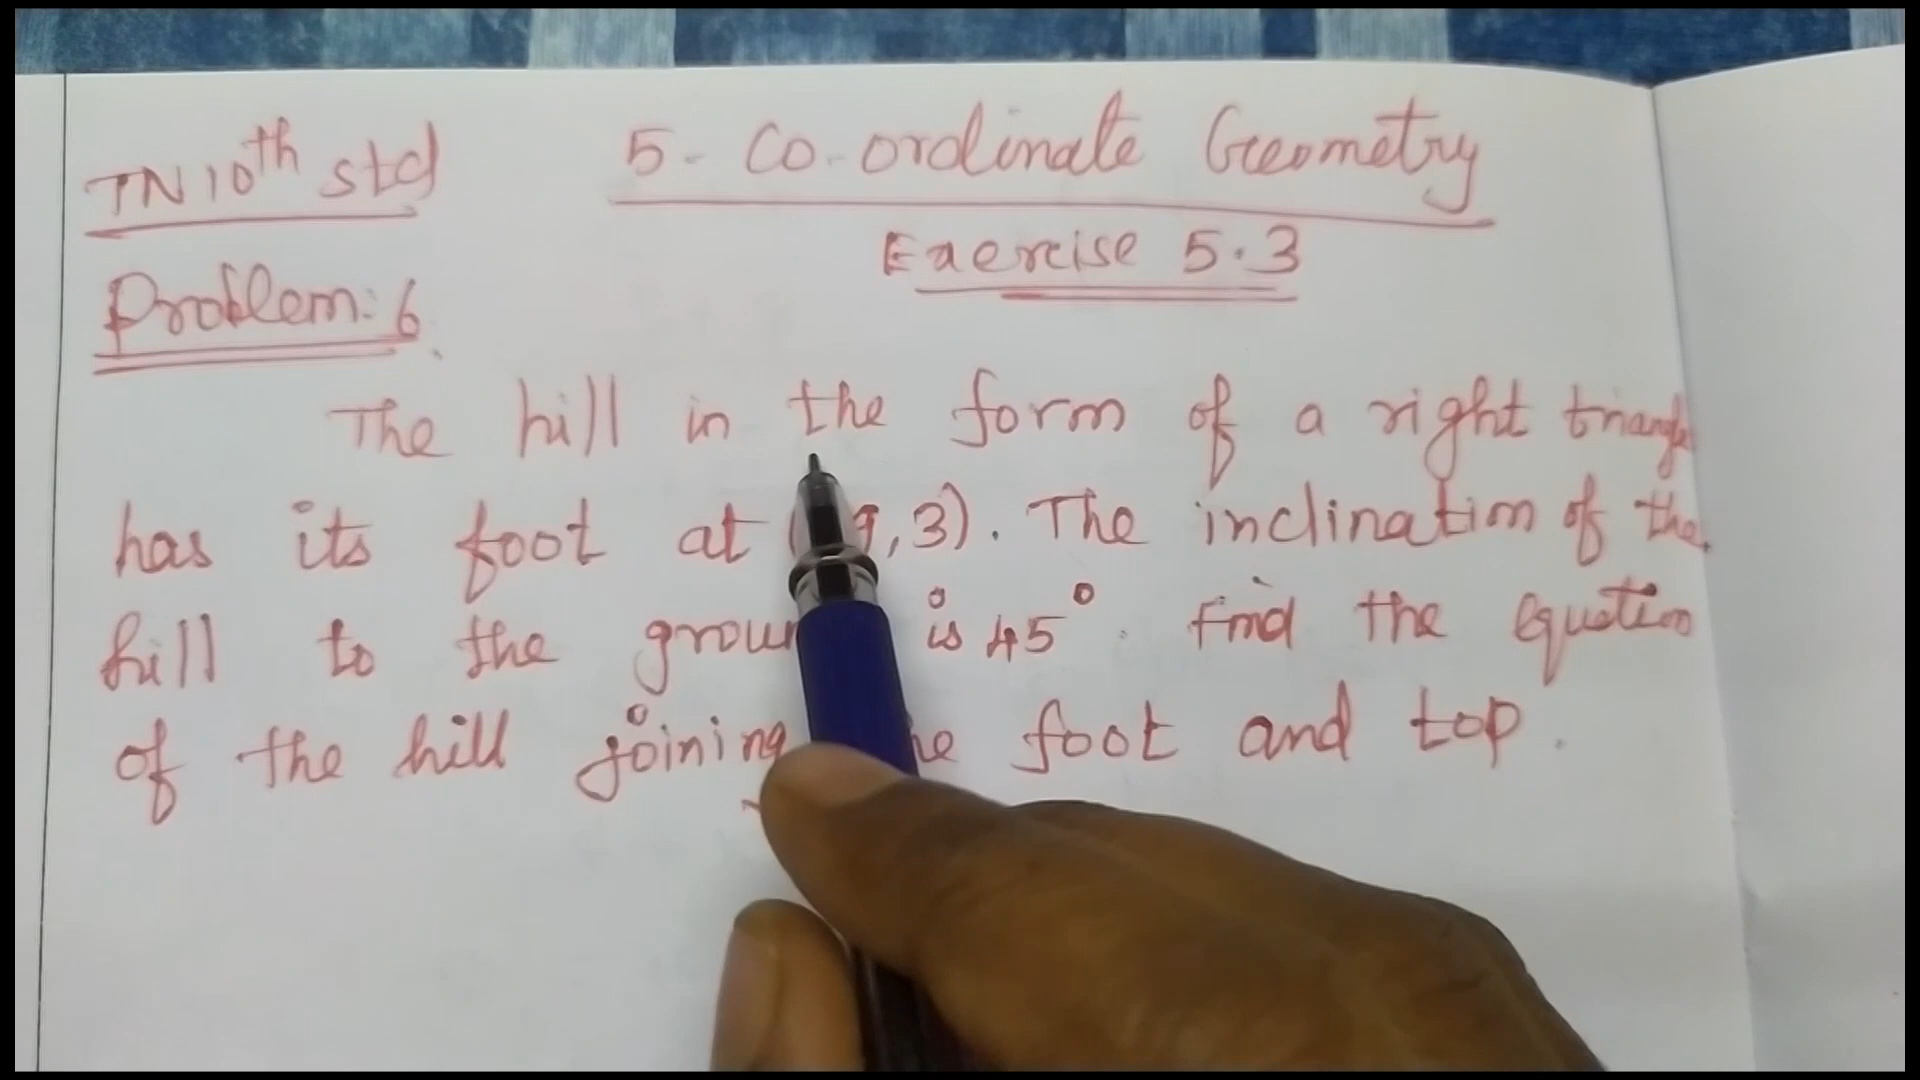 TN 10th std
5- Co-ordinate Geometry
Exercise 5.3
Problem: 6
The hill in the form of a right triangle
has its foot at 9,3). The inclination of the
hill to the is 45°. Find the Equation
of the hill joining foot and top.